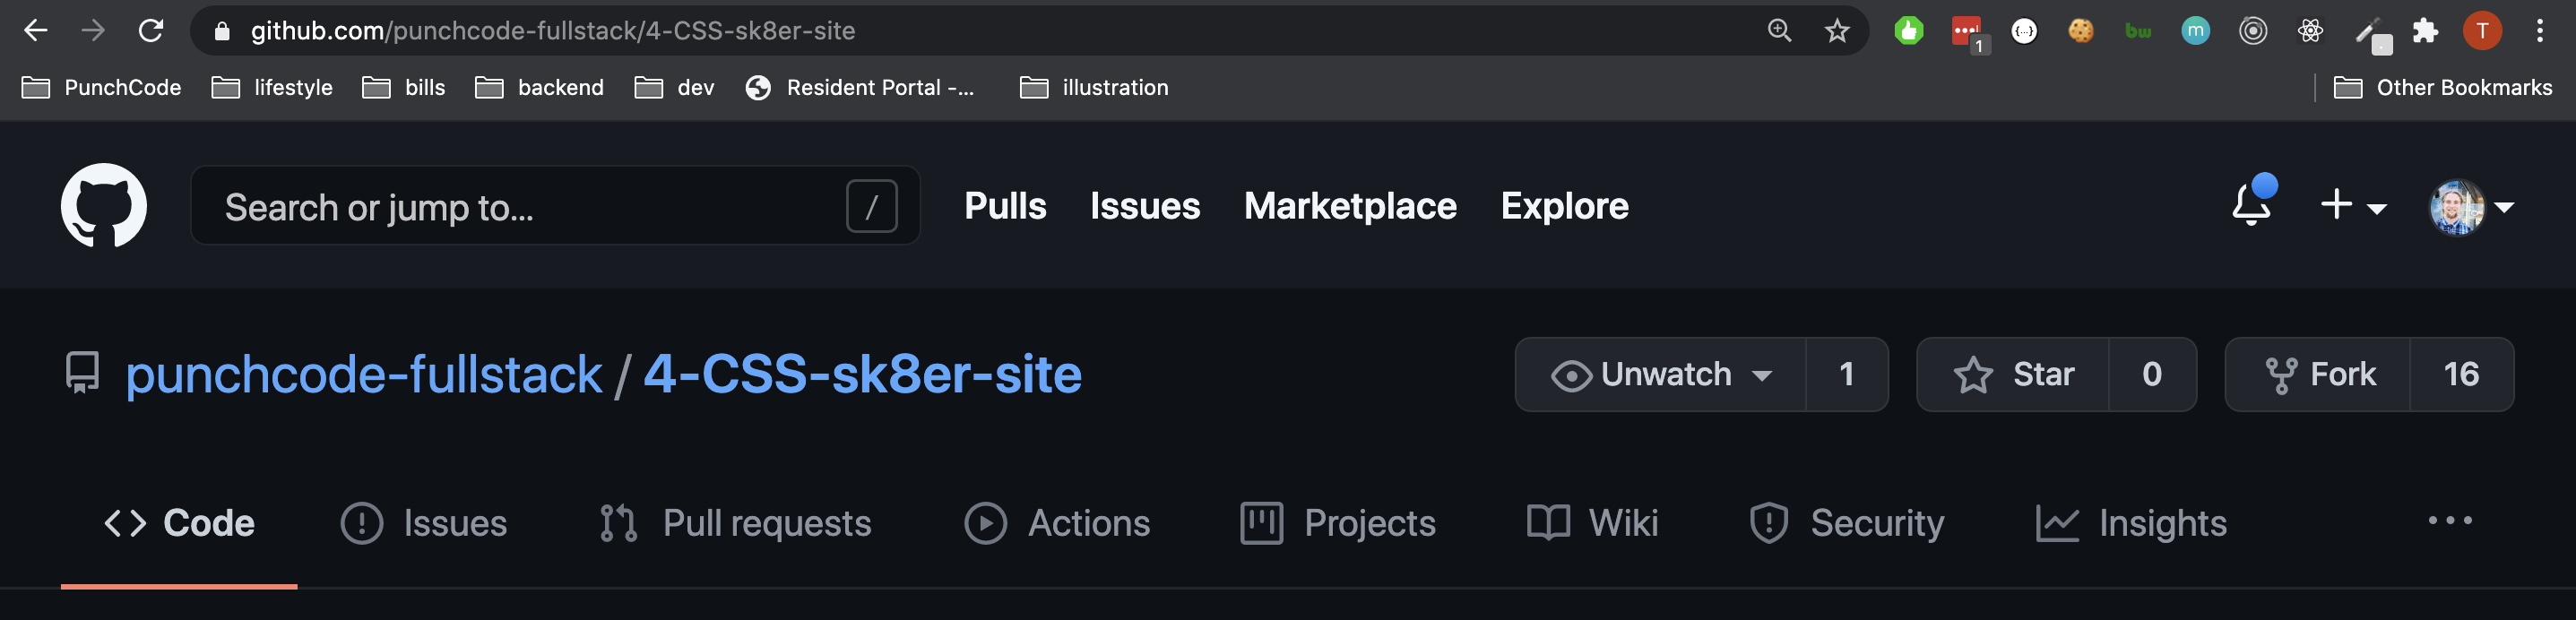 github.com/punchcode-fullstack/4-CSS-sk8er-site
1 {...} bw m T
PunchCode lifestyle bills backend dev Resident Portal -... illustration Other Bookmarks
Search or jump to... / Pulls Issues Marketplace Explore
punchcode-fullstack / 4-CSS-sk8er-site Unwatch 1 Star 0 Fork 16
Code Issues Pull requests Actions Projects Wiki Security Insights